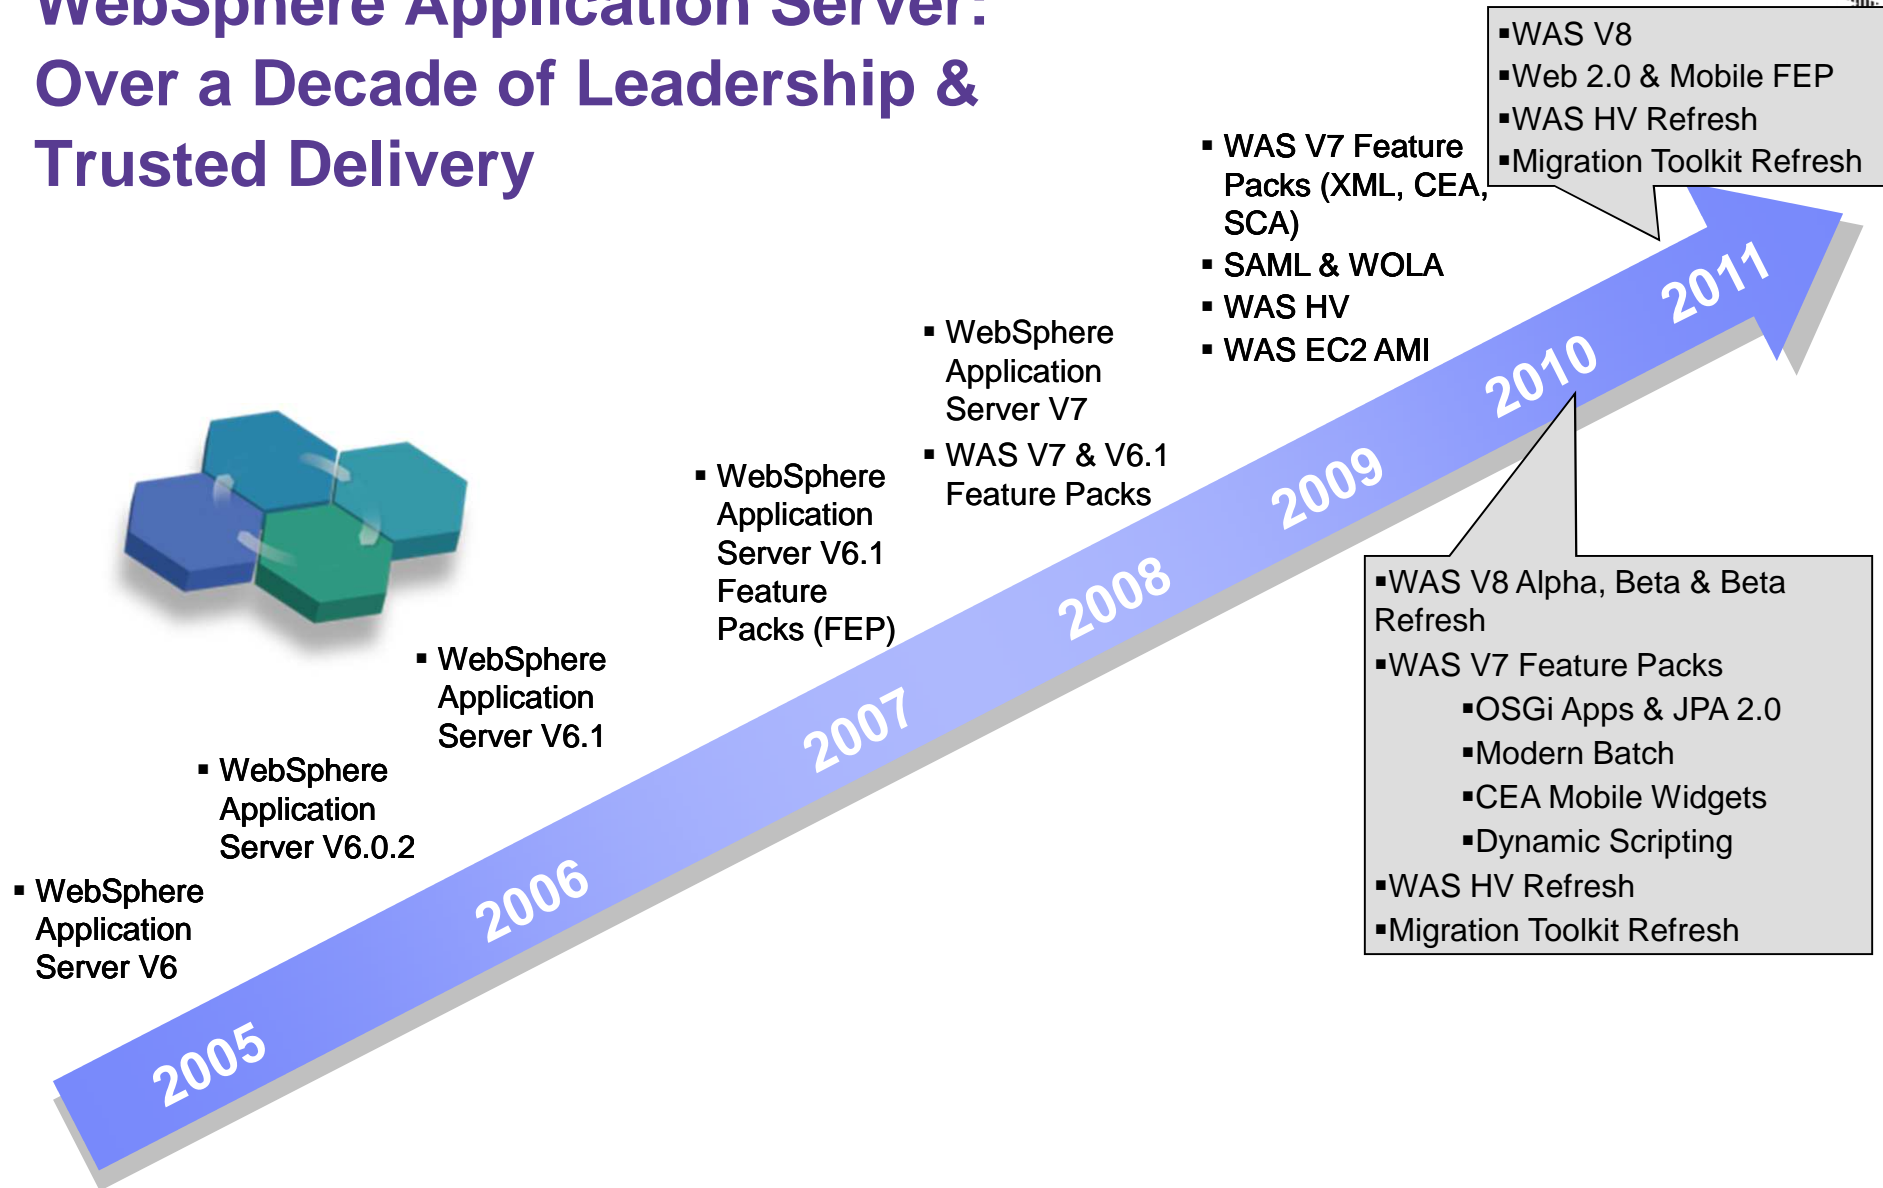 WebSphere Application Server:
Over a Decade of Leadership &
Trusted Delivery
▪WAS V8
▪Web 2.0 & Mobile FEP
▪WAS HV Refresh
▪Migration Toolkit Refresh
▪ WAS V7 Feature
Packs (XML, CEA,
SCA)
▪ SAML & WOLA
▪ WAS HV
▪ WAS EC2 AMI
▪ WebSphere
Application
Server V7
▪ WAS V7 & V6.1
Feature Packs
▪ WebSphere
Application
Server V6.1
Feature
Packs (FEP)
▪ WebSphere
Application
Server V6.1
▪ WebSphere
Application
Server V6.0.2
▪ WebSphere
Application
Server V6
2005
2006
2007
2008
2009
2010
2011
▪WAS V8 Alpha, Beta & Beta
Refresh
▪WAS V7 Feature Packs
▪OSGi Apps & JPA 2.0
▪Modern Batch
▪CEA Mobile Widgets
▪Dynamic Scripting
▪WAS HV Refresh
▪Migration Toolkit Refresh